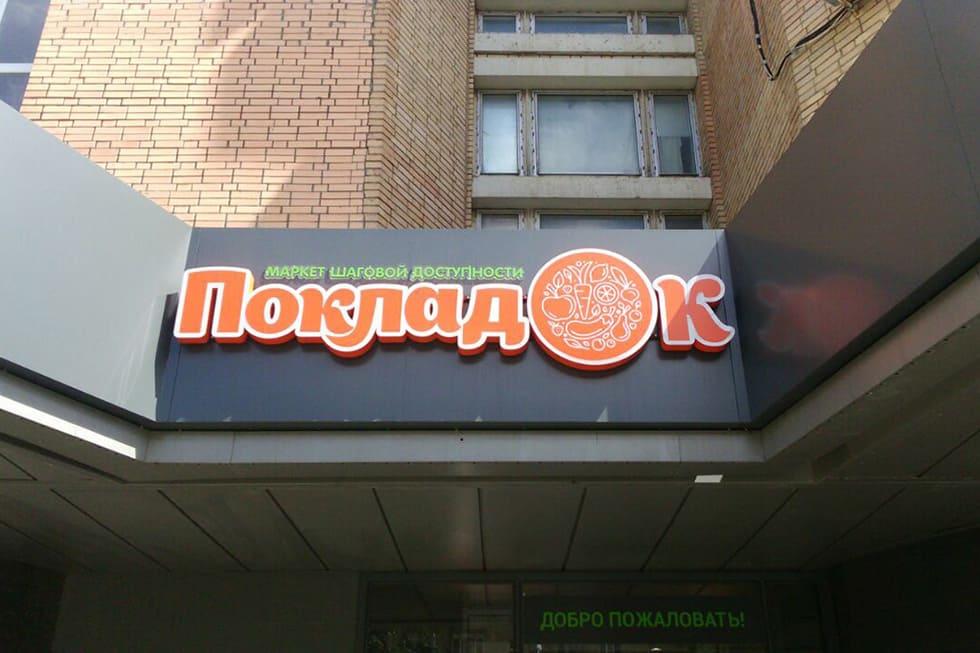 МАРКЕТ ШАГОВОЙ ДОСТУПНОСТИ
ПокладОк
ДОБРО ПОЖАЛОВАТЬ!